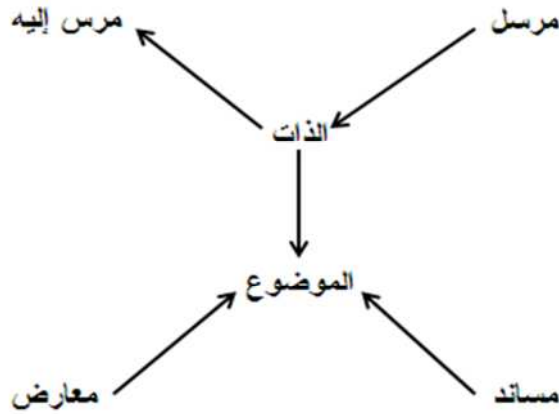 مرسل مرس إليه
الذات
الموضوع
مساند معارض